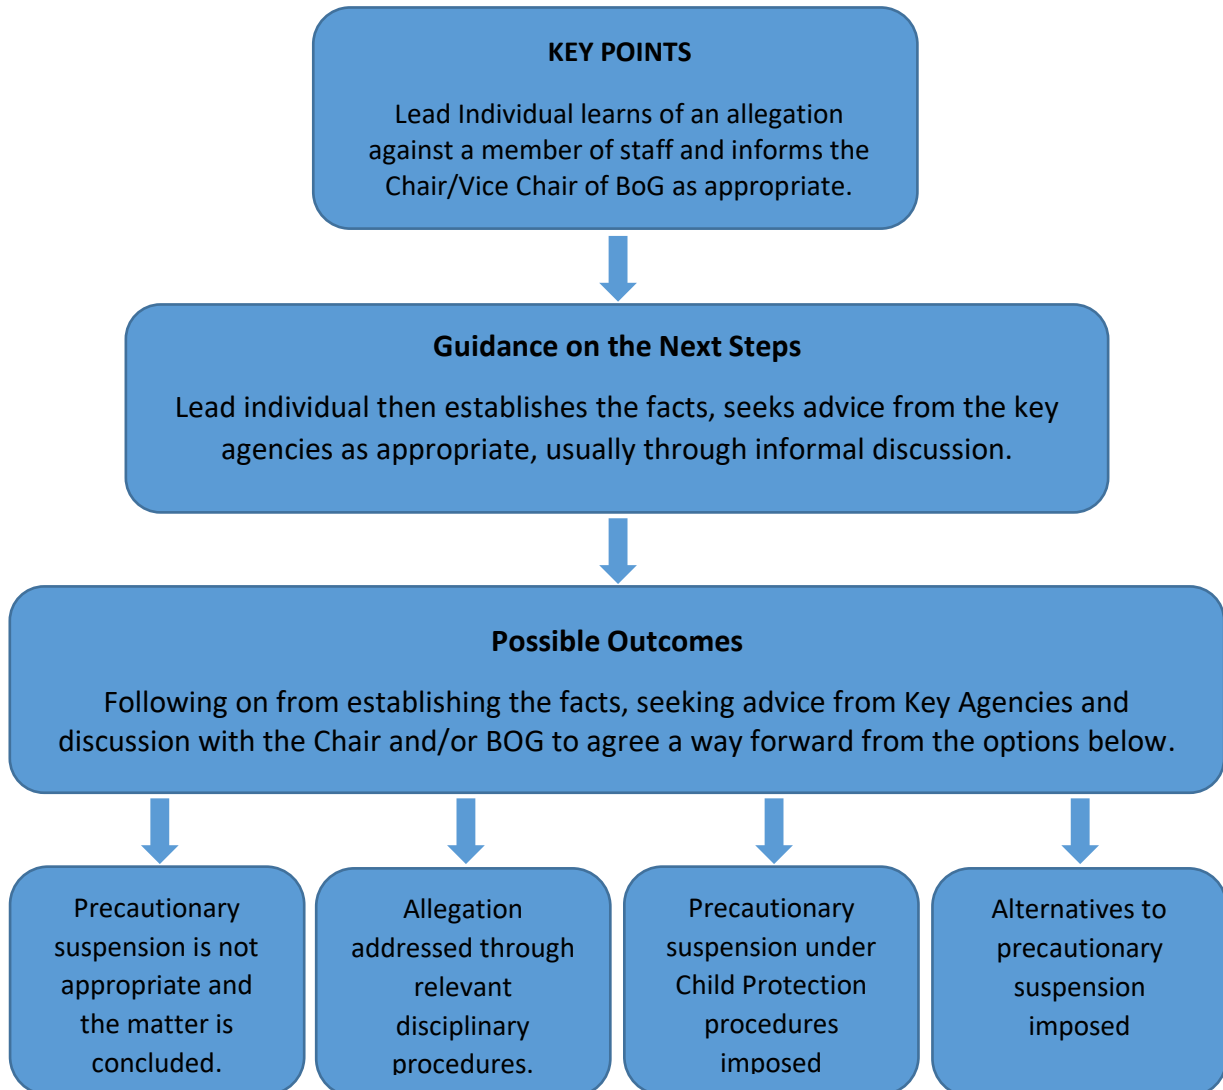 KEY POINTS
Lead Individual learns of an allegation
against a member of staff and informs the
Chair/Vice Chair of BoG as appropriate.
Guidance on the Next Steps
Lead individual then establishes the facts, seeks advice from the key
agencies as appropriate, usually through informal discussion.
Possible Outcomes
Following on from establishing the facts, seeking advice from Key Agencies and
discussion with the Chair and/or BOG to agree a way forward from the options below.
Precautionary
suspension is not
appropriate and
the matter is
concluded.
Allegation
addressed through
relevant
disciplinary
procedures.
Precautionary
suspension under
Child Protection
procedures
imposed
Alternatives to
precautionary
suspension
imposed